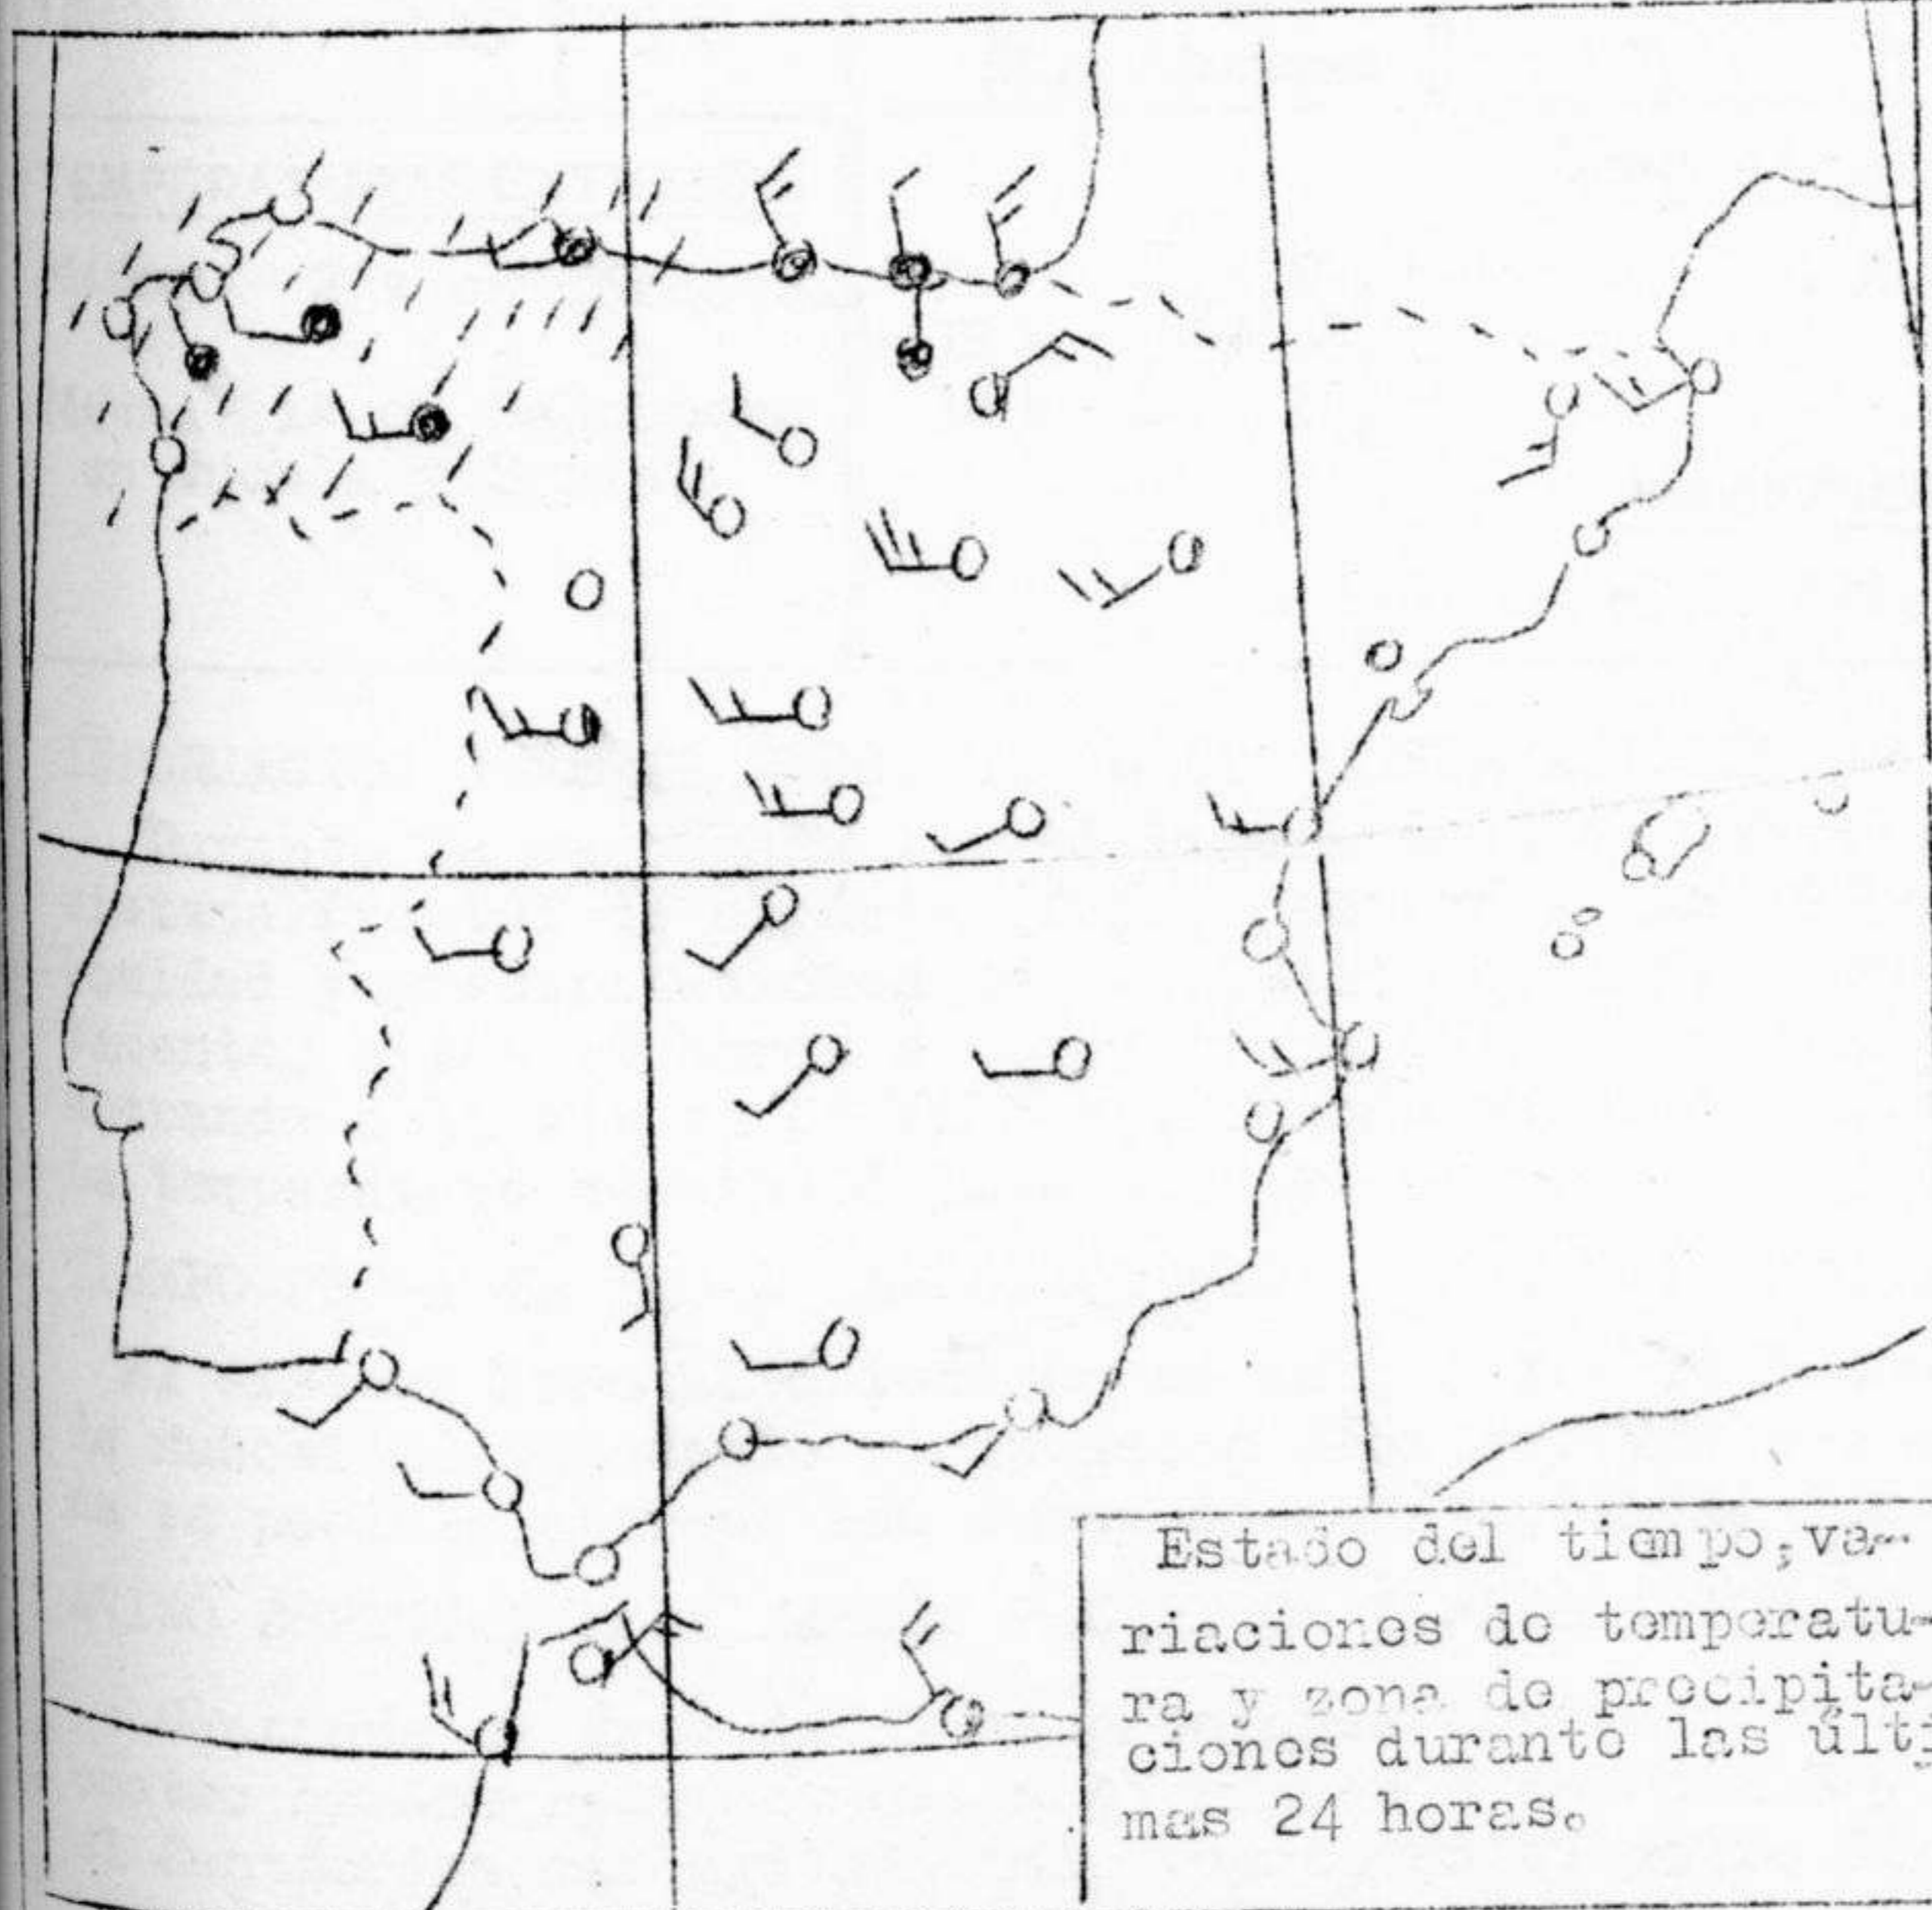 Estado del tiempo, va-
riaciones de temperatu-
ra y zona de precipita-
ciones durante las últi
mas 24 horas.